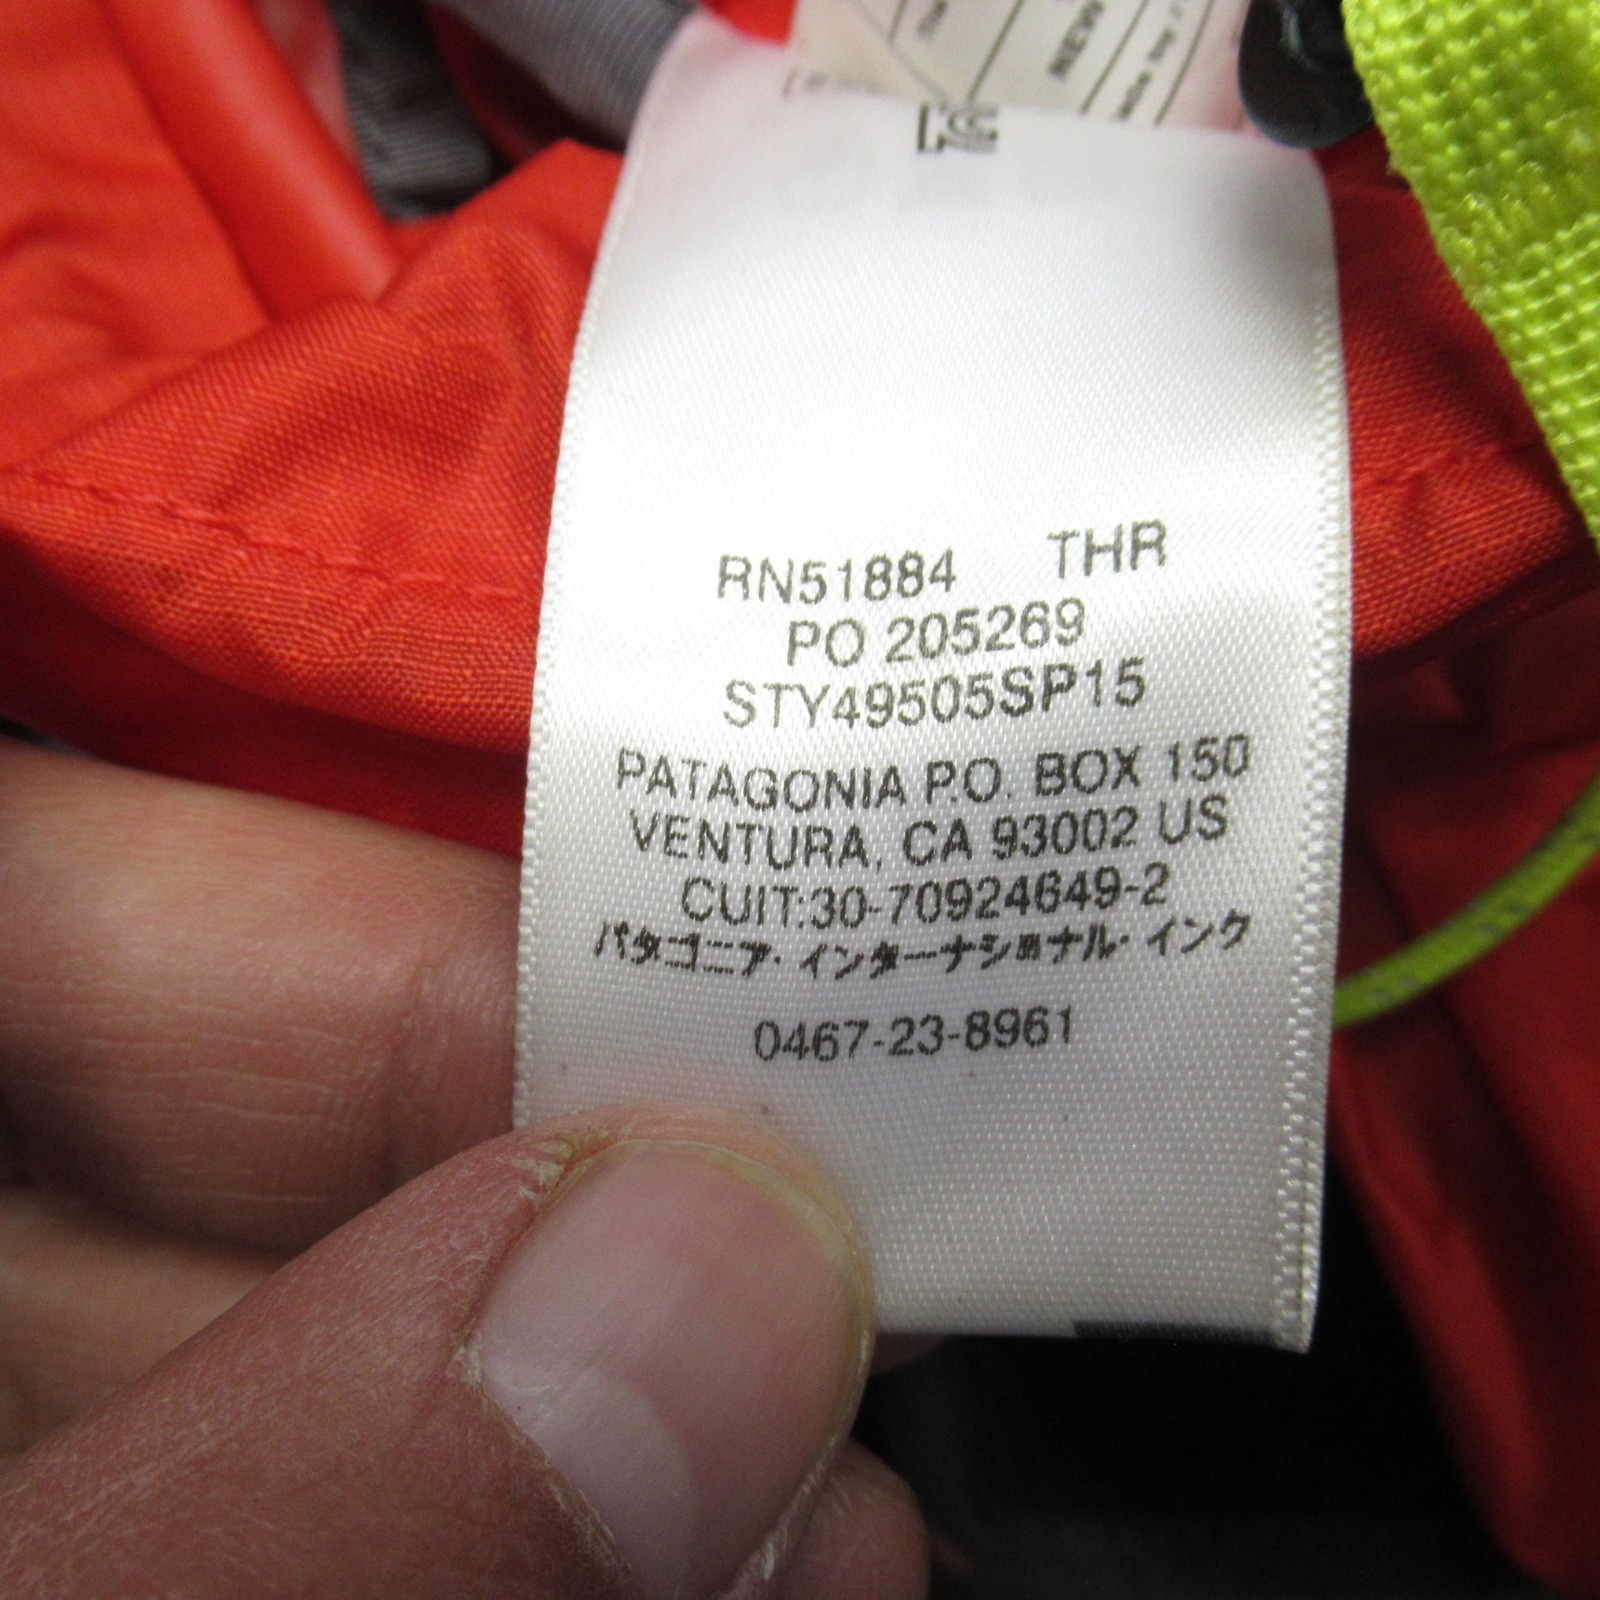 NEW
RN51884 THR
PO 205269
STY49505SP15
PATAGONIA P.O. BOX 150
VENTURA, CA 93002 US
CUIT:30-70924649-2
パタゴニア・インターナショナル・インク
0467-23-8961